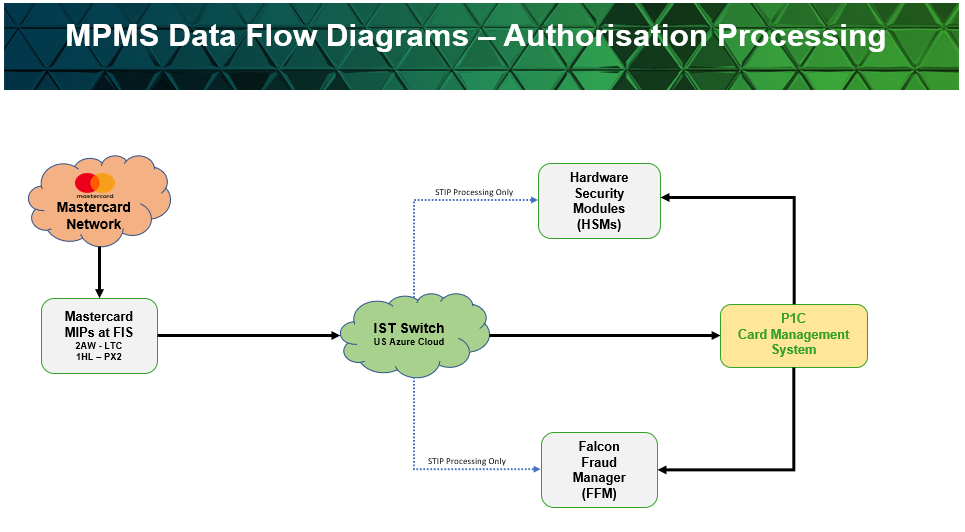 MPMS Data Flow Diagrams – Authorisation Processing
mastercard
Mastercard
Network
Mastercard
MIPs at FIS
2AW - LTC
1HL – PX2
IST Switch
US Azure Cloud
STIP Processing Only
Hardware
Security
Modules
(HSMs)
P1C
Card Management
System
STIP Processing Only
Falcon
Fraud
Manager
(FFM)